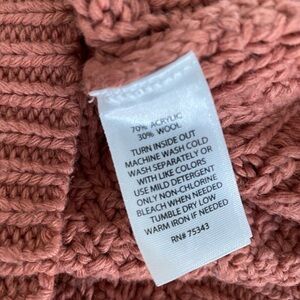 70% ACRYLIC
30% WOOL
TURN INSIDE OUT
MACHINE WASH COLD
WASH SEPARATELY OR
WITH LIKE COLORS
USE MILD DETERGENT
ONLY NON-CHLORINE
BLEACH WHEN NEEDED
TUMBLE DRY LOW
WARM IRON IF NEEDED
RN# 75343